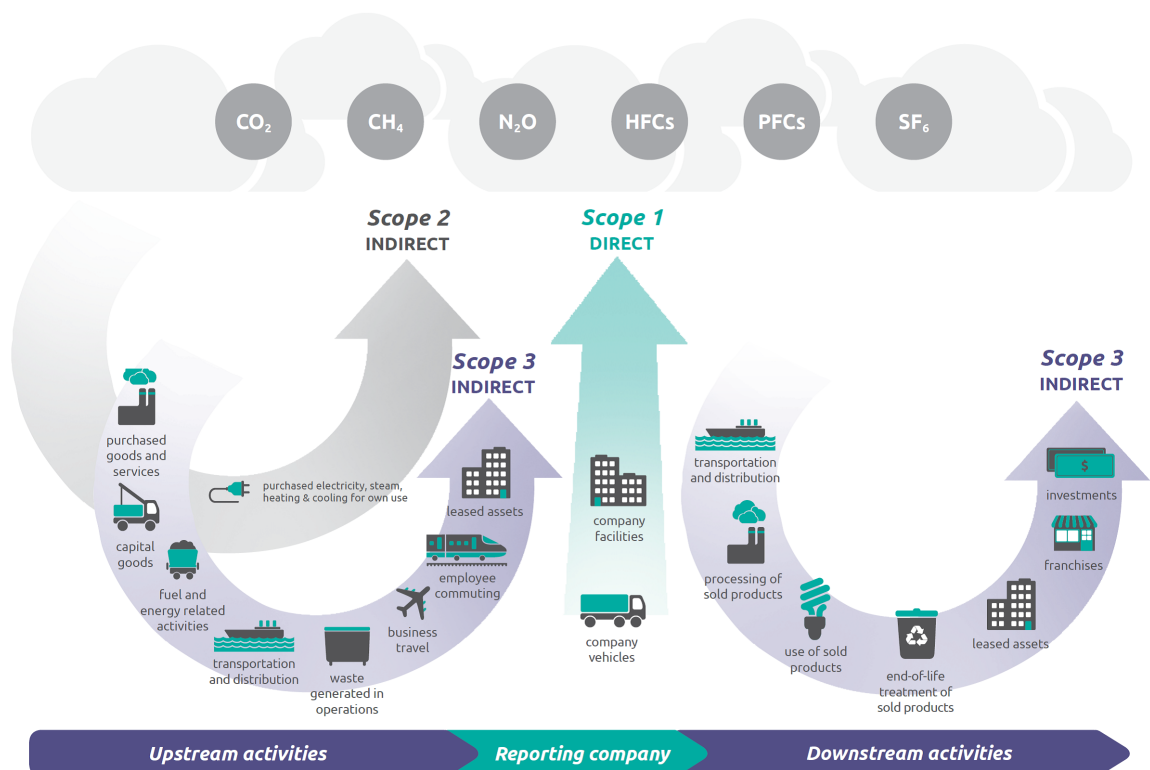 CO₂
CH₄
N₂O
HFCs
PFCs
SF₆
Scope 2
INDIRECT
Scope 1
DIRECT
Scope 3
INDIRECT
Scope 3
INDIRECT
purchased
goods and
services
capital
goods
fuel and
energy related
activities
purchased electricity, steam,
heating & cooling for own use
transportation
and distribution
waste
generated in
operations
business
travel
employee
commuting
leased assets
company
facilities
company
vehicles
transportation
and distribution
processing of
sold products
use of sold
products
end-of-life
treatment of
sold products
leased assets
franchises
$
investments
Upstream activities
Reporting company
Downstream activities